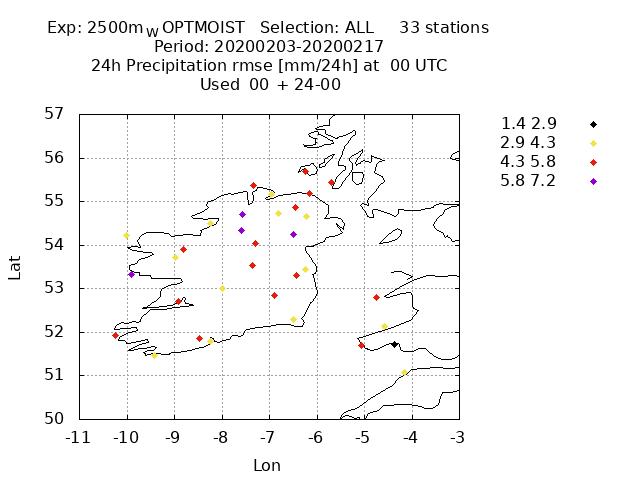 Exp: 2500mW OPTMOIST Selection: ALL 33 stations
Period: 20200203-20200217
24h Precipitation rmse [mm/24h] at 00 UTC
Used 00 + 24-00
1.4 2.9
2.9 4.3
4.3 5.8
5.8 7.2
57
56
55
54
53
52
51
50
Lat
-11 -10 -9 -8 -7 -6 -5 -4 -3
Lon